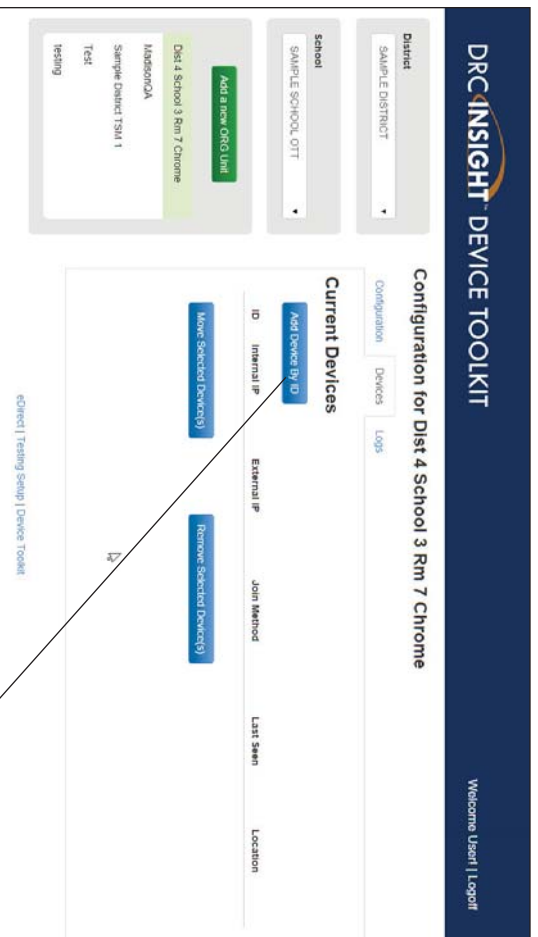 DRC INSIGHT™ DEVICE TOOLKIT
Welcome User! | Logoff
District
SAMPLE DISTRICT
School
SAMPLE SCHOOL OTT
Add a new ORG Unit
Dist 4 School 3 Rm 7 Chrome
MadisonQA
Sample District TSM 1
Test
testing
Configuration for Dist 4 School 3 Rm 7 Chrome
Configuration Devices Logs
Current Devices
Add Device By ID
ID Internal IP External IP Join Method Last Seen Location
Move Selected Device(s) Remove Selected Device(s)
eDirect | Testing Setup | Device Toolkit